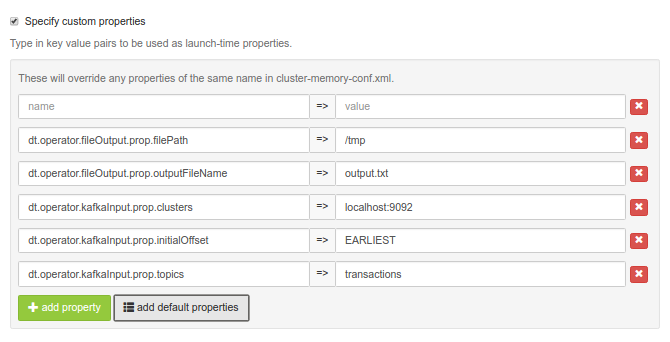 Specify custom properties
Type in key value pairs to be used as launch-time properties.
These will override any properties of the same name in cluster-memory-conf.xml.
name => value
dt.operator.fileOutput.prop.filePath => /tmp
dt.operator.fileOutput.prop.outputFileName => output.txt
dt.operator.kafkaInput.prop.clusters => localhost:9092
dt.operator.kafkaInput.prop.initialOffset => EARLIEST
dt.operator.kafkaInput.prop.topics => transactions
add property add default properties